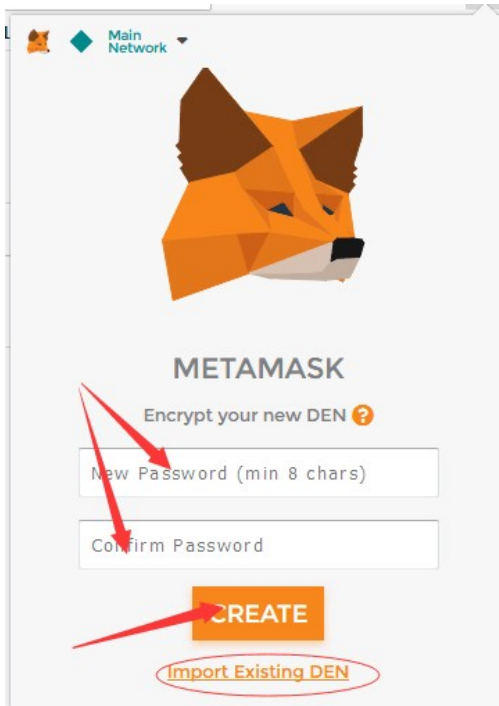 Main
Network
METAMASK
Encrypt your new DEN ?
New Password (min 8 chars)
Confirm Password
CREATE
Import Existing DEN